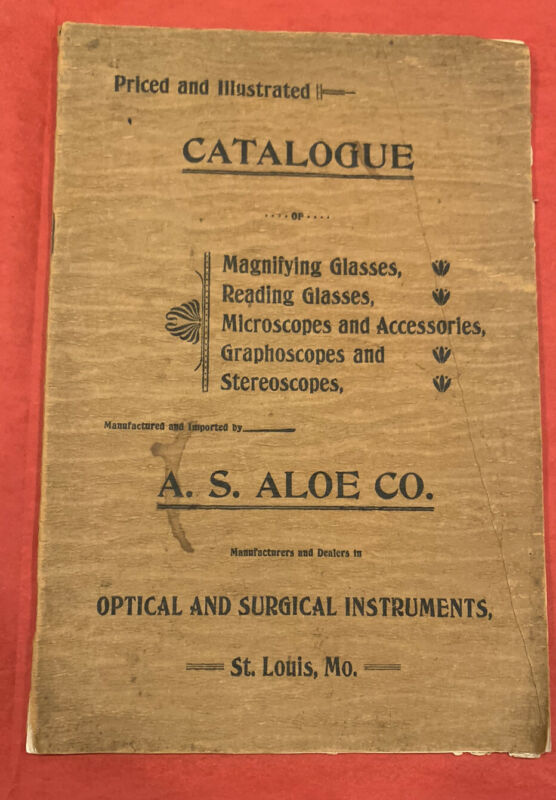 Priced and Illustrated
CATALOGUE
....OF....
Magnifying Glasses,
Reading Glasses,
Microscopes and Accessories,
Graphoscopes and
Stereoscopes,
Manufactured and Imported by
A. S. ALOE CO.
Manufacturers and Dealers in
OPTICAL AND SURGICAL INSTRUMENTS,
St. Louis, Mo.